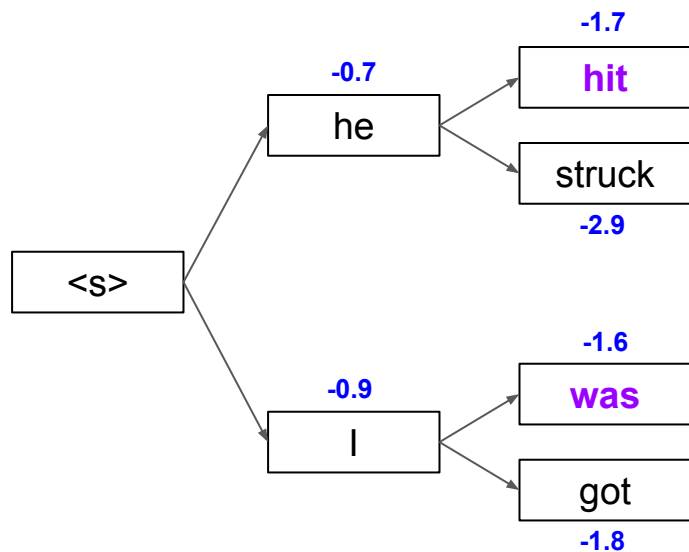 -1.7
hit
-0.7
he
struck
-2.9
<s>
-1.6
was
-0.9
I
got
-1.8